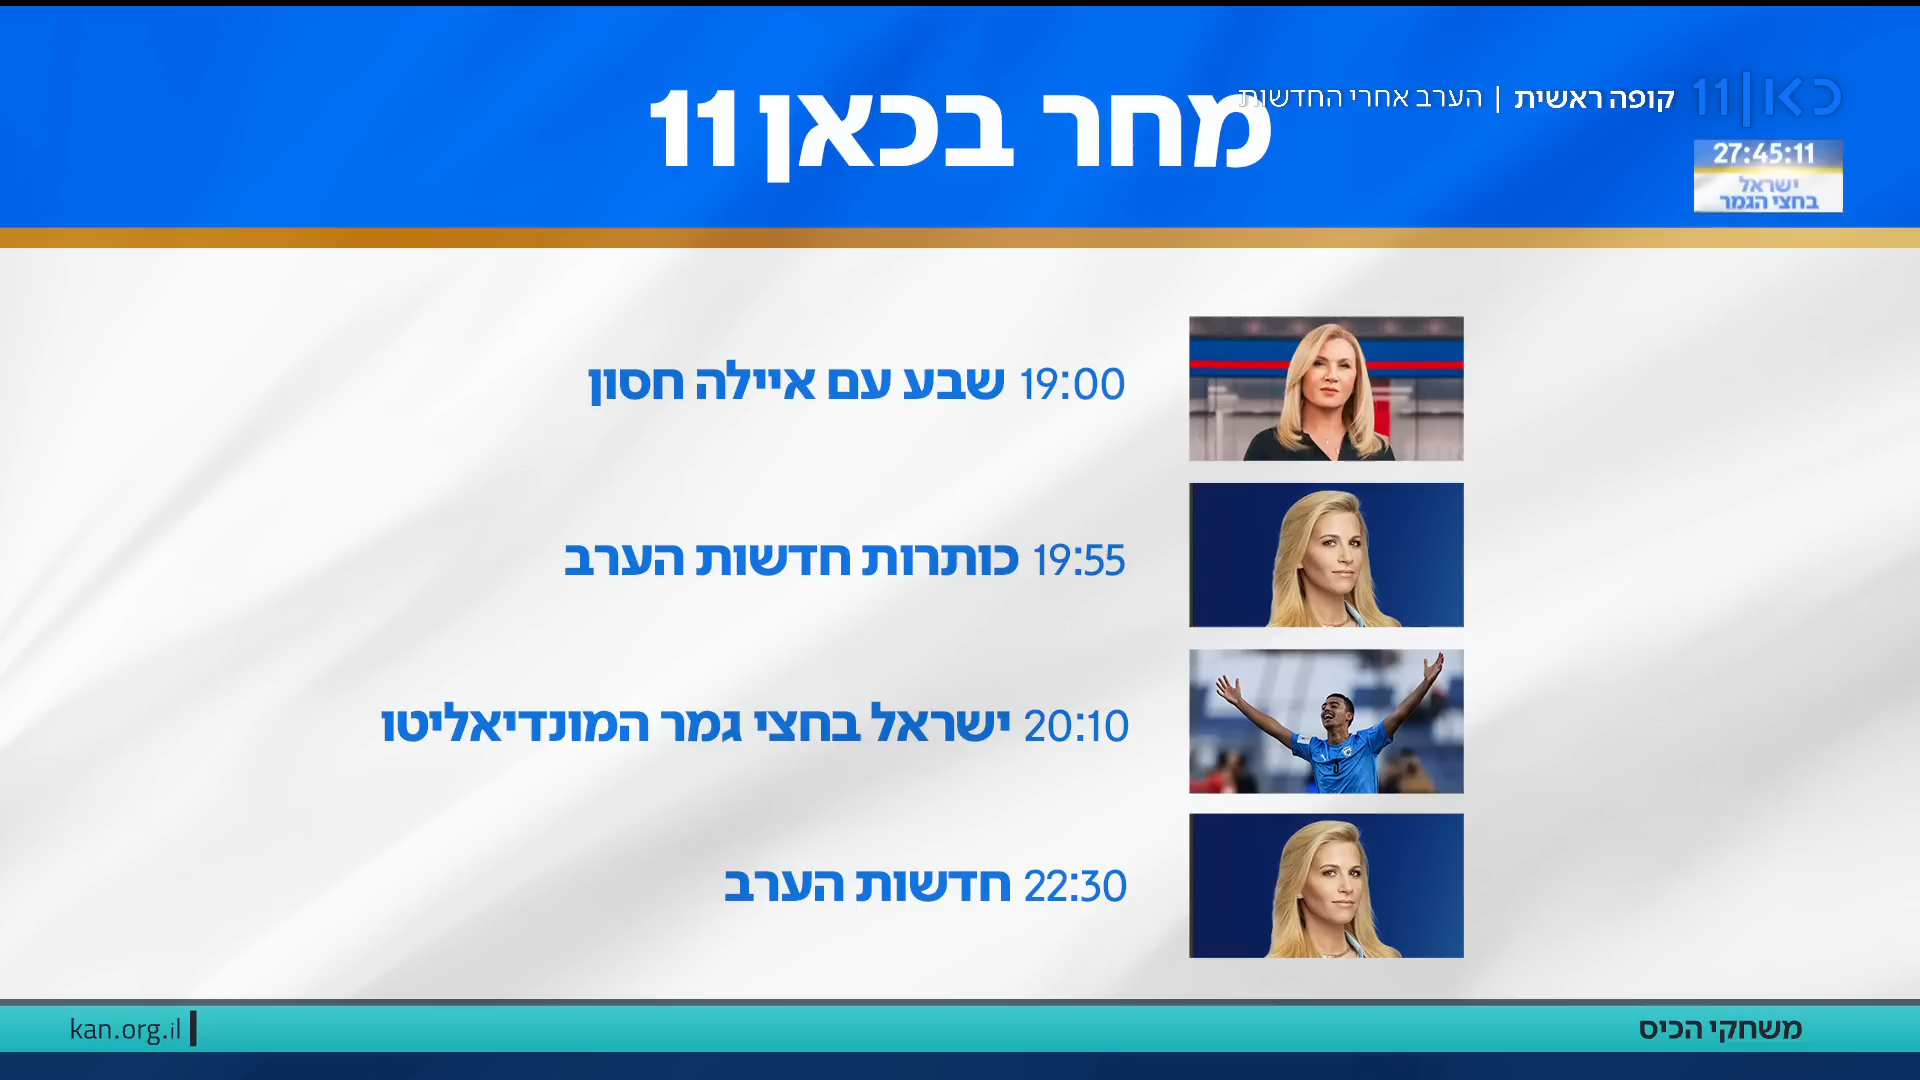 כאן|11
קופה ראשית | הערב אחרי החדשות
27:45:11
ישראל
בחצי הגמר
מחר בכאן 11
19:00 שבע עם איילה חסון
19:55 כותרות חדשות הערב
20:10 ישראל בחצי גמר המונדיאליטו
22:30 חדשות הערב
משחקי הכיס
kan.org.il